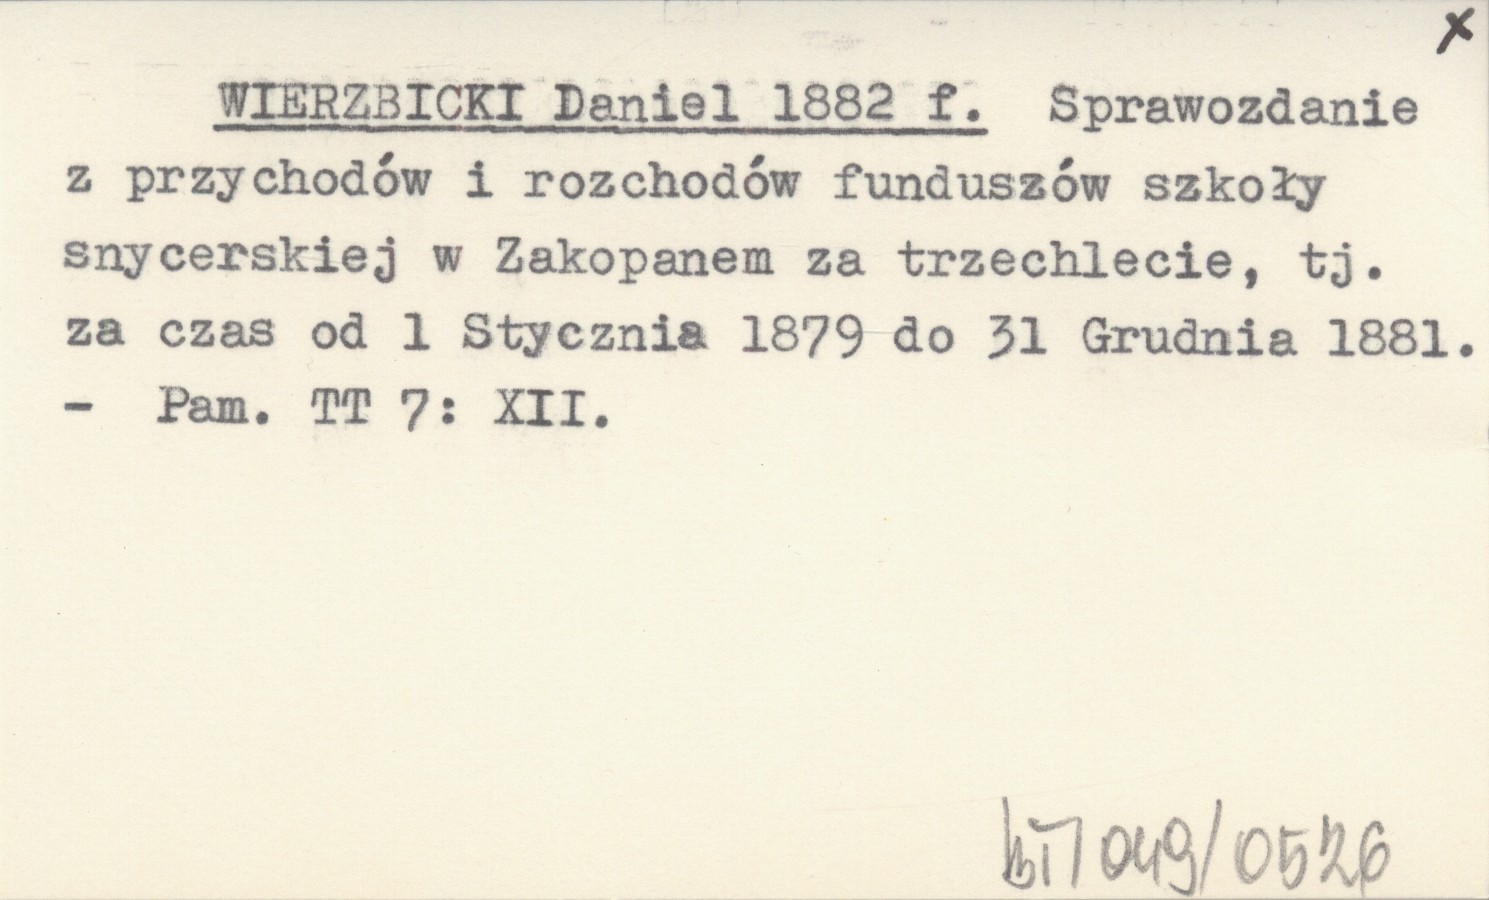 x
WIERZBICKI Daniel 1882 f. Sprawozdanie
z przychodów i rozchodów funduszów szkoły
snycerskiej w Zakopanem za trzechlecie, tj.
za czas od 1 Stycznia 1879 do 31 Grudnia 1881.
- Pam. TT 7: XII.
049/0526